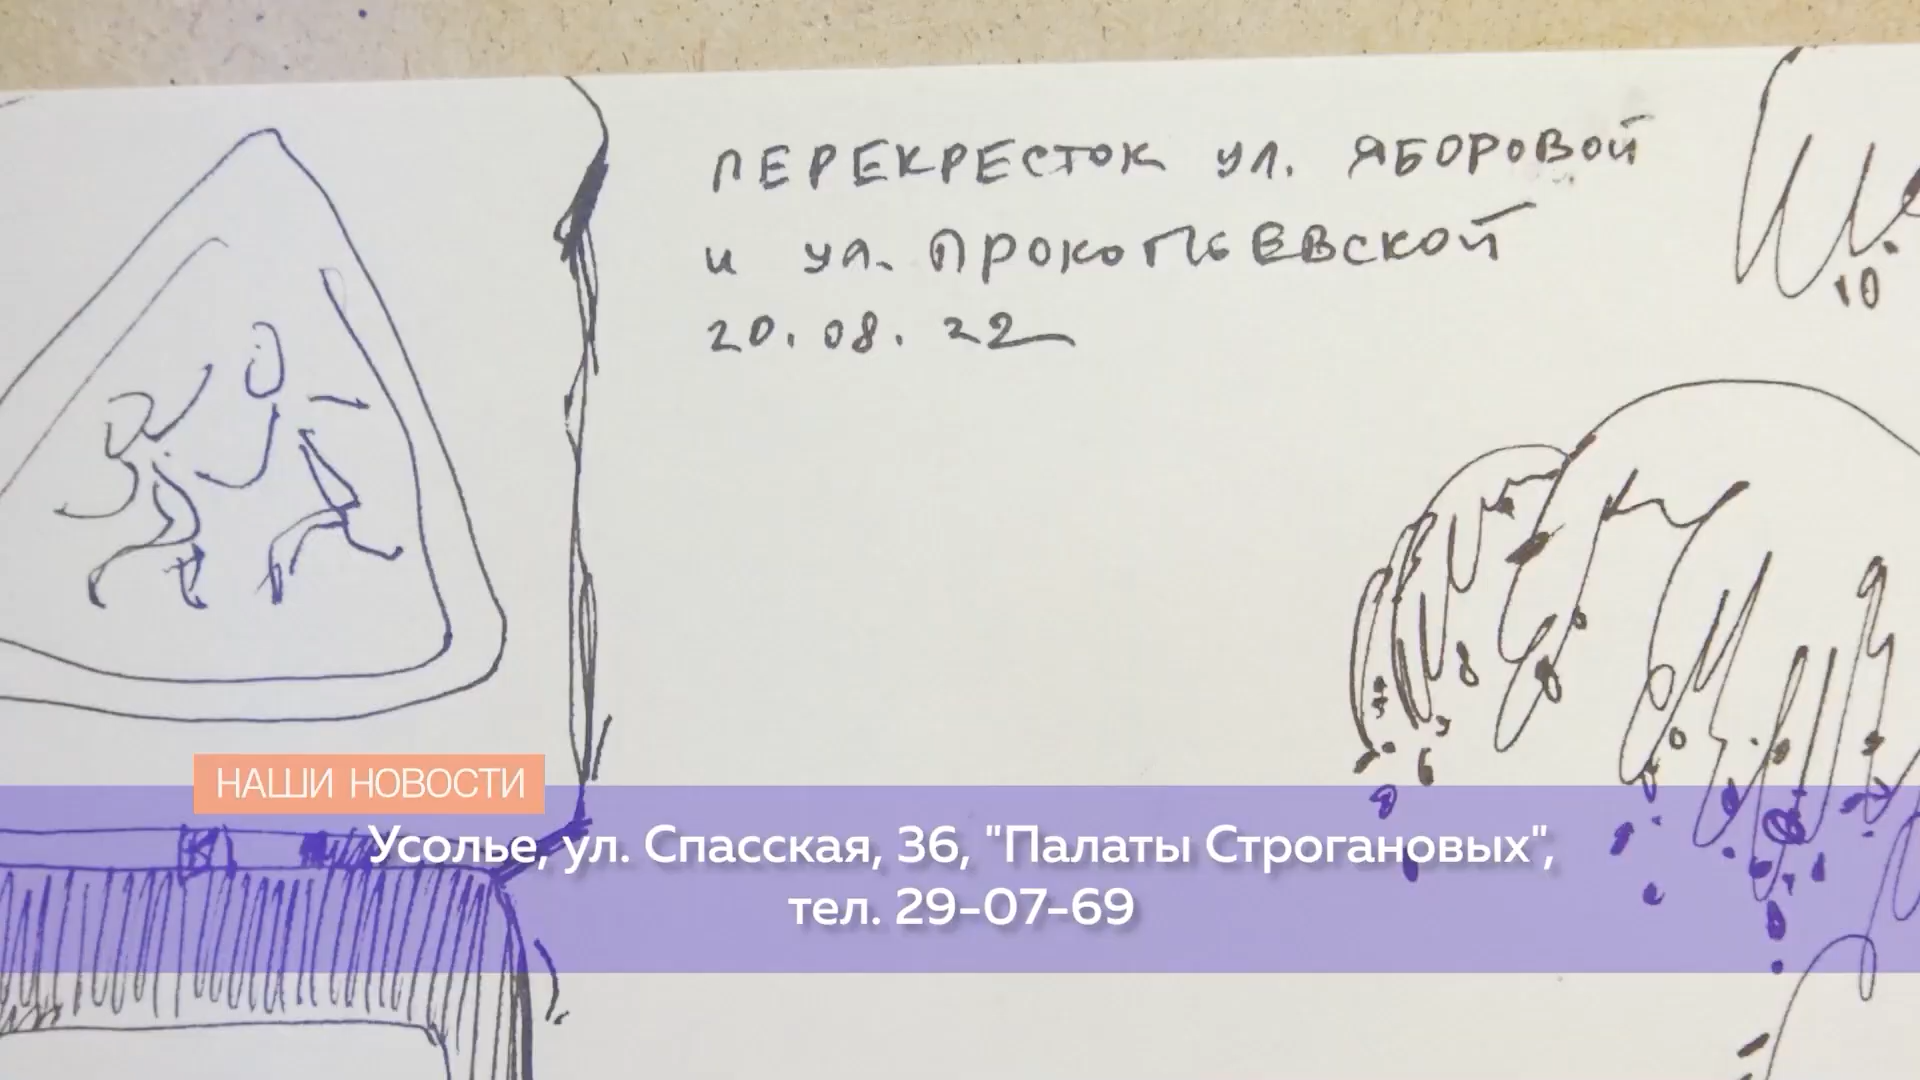 ПЕРЕКРЕСТОК УЛ. ЯБОРОВОЙ
И УЛ. ПРОКОПЬЕВСКОЙ
20.08.22
10
НАШИ НОВОСТИ
Усолье, ул. Спасская, 36, "Палаты Строгановых",
тел. 29-07-69